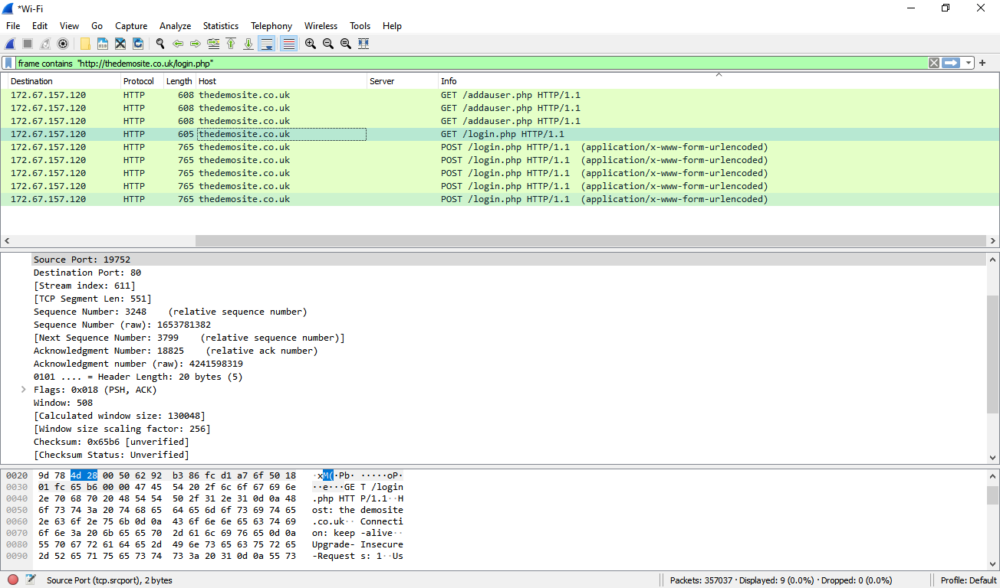 *Wi-Fi
File Edit View Go Capture Analyze Statistics Telephony Wireless Tools Help
frame contains "http://thedemosite.co.uk/login.php"
Destination Protocol Length Host Server Info
172.67.157.120 HTTP 608 thedemosite.co.uk GET /addauser.php HTTP/1.1
172.67.157.120 HTTP 608 thedemosite.co.uk GET /addauser.php HTTP/1.1
172.67.157.120 HTTP 608 thedemosite.co.uk GET /addauser.php HTTP/1.1
172.67.157.120 HTTP 605 thedemosite.co.uk GET /login.php HTTP/1.1
172.67.157.120 HTTP 765 thedemosite.co.uk POST /login.php HTTP/1.1 (application/x-www-form-urlencoded)
172.67.157.120 HTTP 765 thedemosite.co.uk POST /login.php HTTP/1.1 (application/x-www-form-urlencoded)
172.67.157.120 HTTP 765 thedemosite.co.uk POST /login.php HTTP/1.1 (application/x-www-form-urlencoded)
172.67.157.120 HTTP 765 thedemosite.co.uk POST /login.php HTTP/1.1 (application/x-www-form-urlencoded)
172.67.157.120 HTTP 765 thedemosite.co.uk POST /login.php HTTP/1.1 (application/x-www-form-urlencoded)
Source Port: 19752
Destination Port: 80
[Stream index: 611]
[TCP Segment Len: 551]
Sequence Number: 3248 (relative sequence number)
Sequence Number (raw): 1653781382
[Next Sequence Number: 3799 (relative sequence number)]
Acknowledgment Number: 18825 (relative ack number)
Acknowledgment number (raw): 4241598319
0101 .... = Header Length: 20 bytes (5)
Flags: 0x018 (PSH, ACK)
Window: 508
[Calculated window size: 130048]
[Window size scaling factor: 256]
Checksum: 0x65b6 [unverified]
[Checksum Status: Unverified]
0020 9d 78 4d 28 00 50 62 92 b3 86 fc d1 a7 6f 50 18 ·xM(·Pb· ·····oP·
0030 01 fc 65 b6 00 00 47 45 54 20 2f 6c 6f 67 69 6e ··e···GE T /login
0040 2e 70 68 70 20 48 54 54 50 2f 31 2e 31 0d 0a 48 .php HTT P/1.1··H
0050 6f 73 74 3a 20 74 68 65 64 65 6d 6f 73 69 74 65 ost: the demosite
0060 2e 63 6f 2e 75 6b 0d 0a 43 6f 6e 6e 65 63 74 69 .co.uk·· Connecti
0070 6f 6e 3a 20 6b 65 65 70 2d 61 6c 69 76 65 0d 0a on: keep -alive··
0080 55 70 67 72 61 64 65 2d 49 6e 73 65 63 75 72 65 Upgrade- Insecure
0090 2d 52 65 71 75 65 73 74 73 3a 20 31 0d 0a 55 73 -Request s: 1··Us
Source Port (tcp.srcport), 2 bytes Packets: 357037 · Displayed: 9 (0.0%) · Dropped: 0 (0.0%) Profile: Default